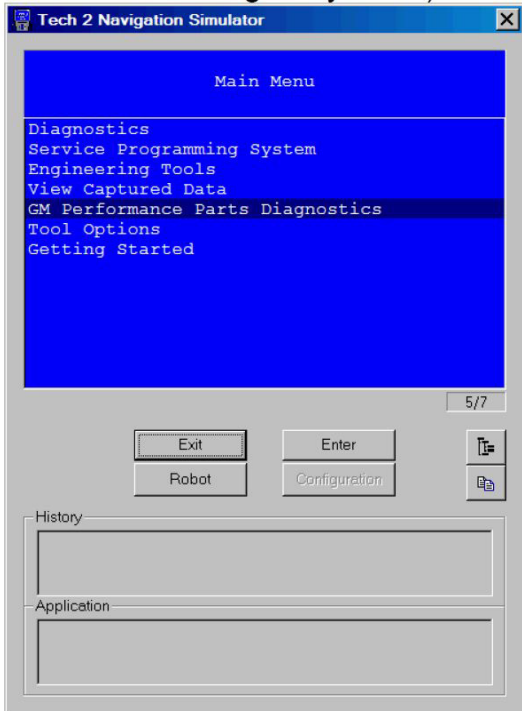 Tech 2 Navigation Simulator
Main Menu
Diagnostics
Service Programming System
Engineering Tools
View Captured Data
GM Performance Parts Diagnostics
Tool Options
Getting Started
5/7
Exit Enter
Robot Configuration
History
Application